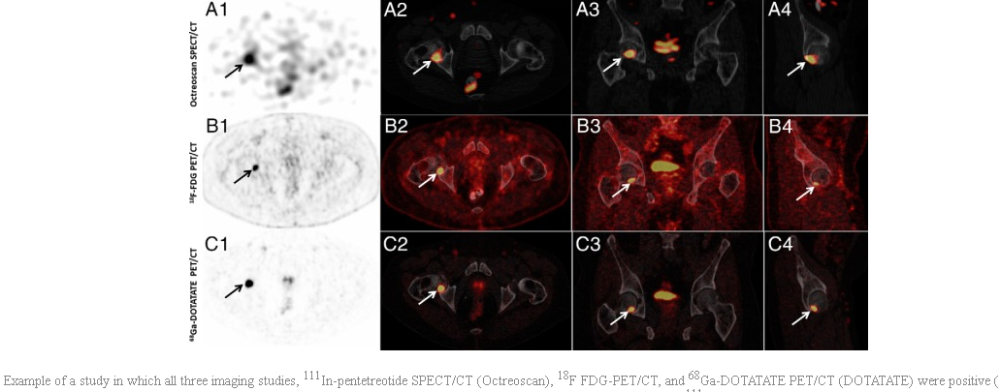 A1 A2 A3 A4
Octreoscan SPECT/CT
B1 B2 B3 B4
18F-FDG PET/CT
C1 C2 C3 C4
68Ga-DOTATATE PET/CT
Example of a study in which all three imaging studies, 111In-pentetreotide SPECT/CT (Octreoscan), 18F FDG-PET/CT, and 68Ga-DOTATATE PET/CT (DOTATATE) were positive (